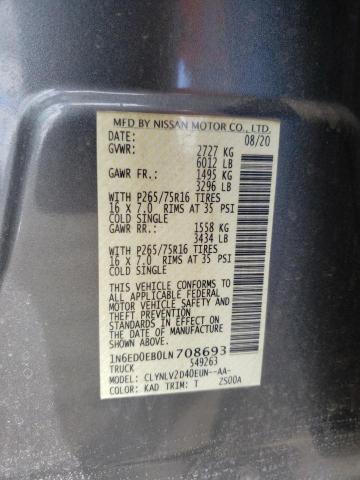 MFD BY NISSAN MOTOR CO., LTD.
DATE: 08/20
GVWR: 2727 KG
6012 LB
GAWR FR.: 1495 KG
3296 LB
WITH P265/75R16 TIRES
16 X 7.0 RIMS AT 35 PSI
COLD SINGLE
GAWR RR.: 1558 KG
3434 LB
WITH P265/75R16 TIRES
16 X 7.0 RIMS AT 35 PSI
COLD SINGLE
THIS VEHICLE CONFORMS TO
ALL APPLICABLE FEDERAL
MOTOR VEHICLE SAFETY AND
THEFT PREVENTION
STANDARDS IN EFFECT ON
THE DATE OF MANUFACTURE
SHOWN ABOVE.
1N6ED0EB0LN708693
TRUCK 549263
MODEL: CLYNLV2D40EUN--AA-
COLOR: KAD TRIM: T ZS00A